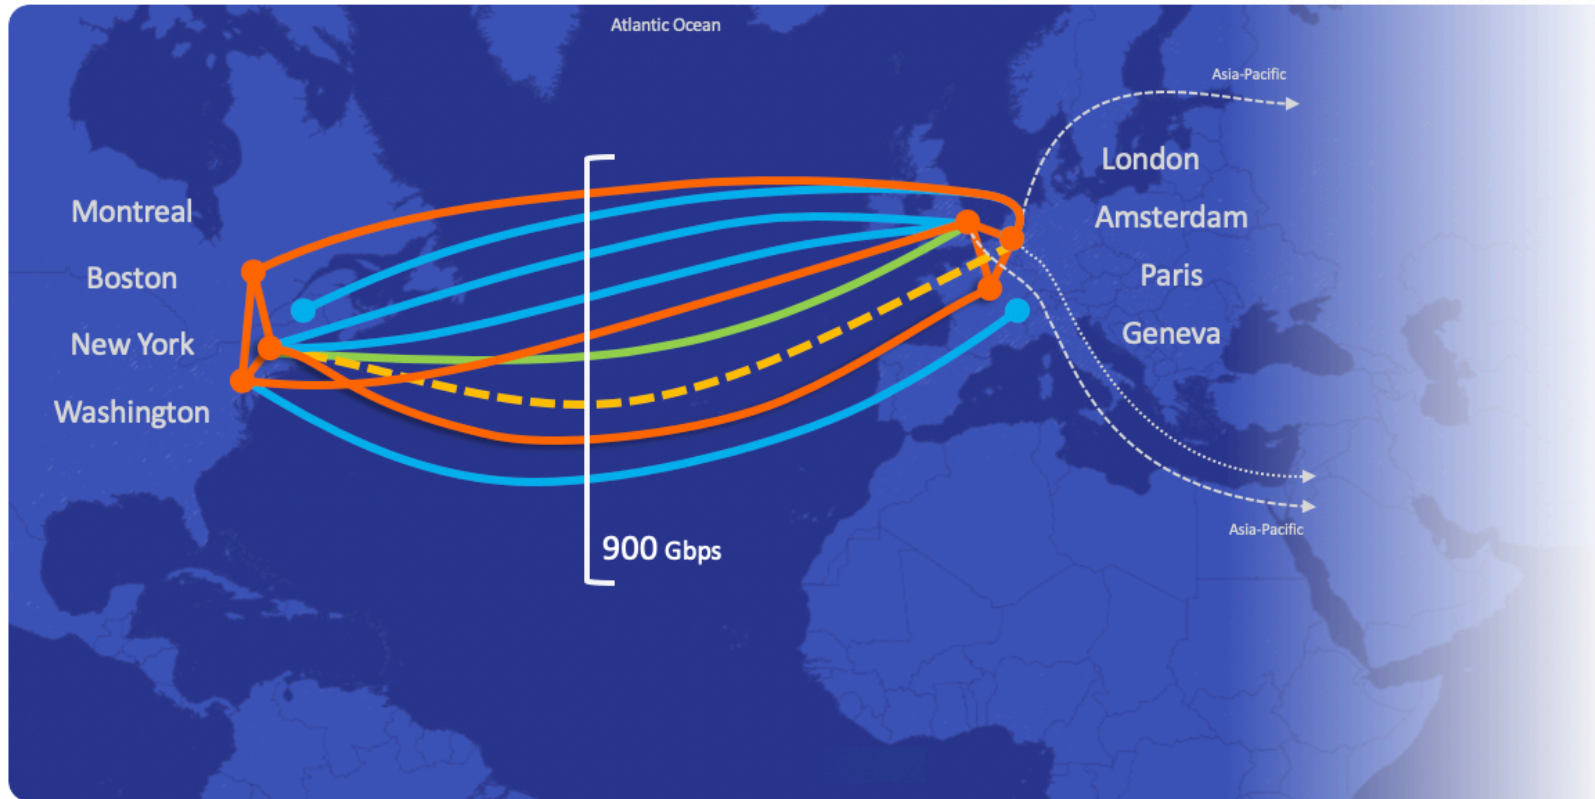 Atlantic Ocean
Asia-Pacific
London
Montreal
Amsterdam
Boston
Paris
New York
Geneva
Washington
900 Gbps
Asia-Pacific